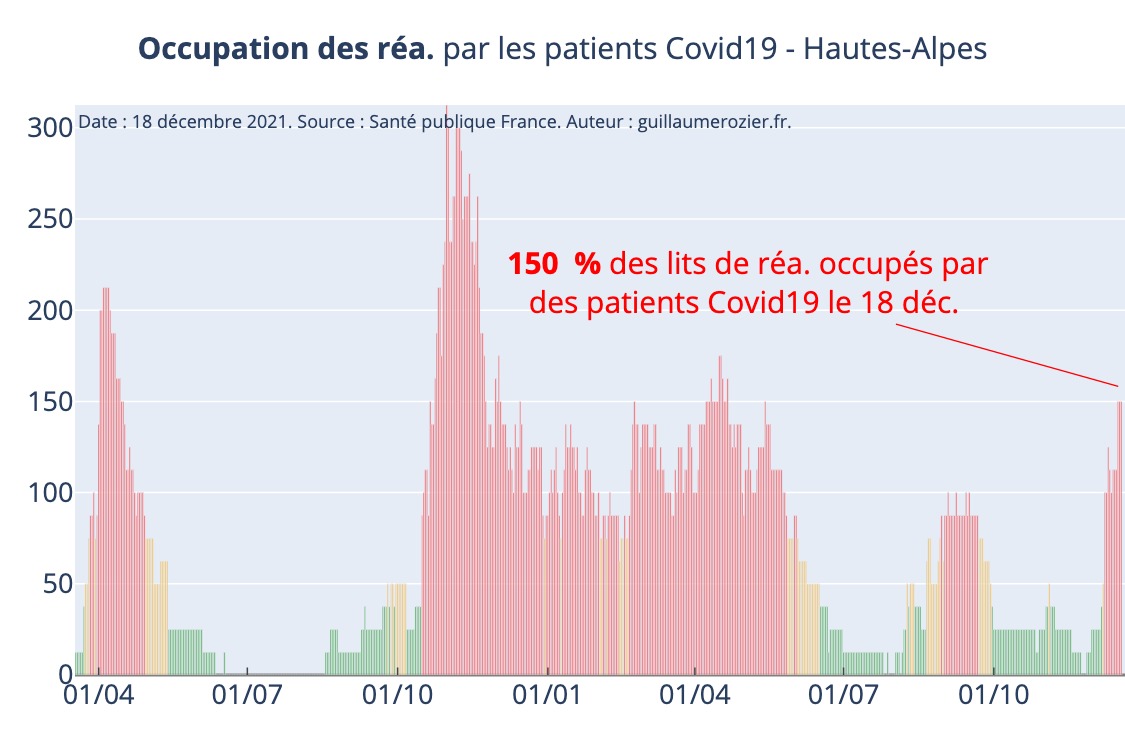 Occupation des réa. par les patients Covid19 - Hautes-Alpes
300
Date : 18 décembre 2021. Source : Santé publique France. Auteur : guillaumerozier.fr.
250
150 % des lits de réa. occupés par
des patients Covid19 le 18 déc.
200
150
100
50
0
01/04 01/07 01/10 01/01 01/04 01/07 01/10